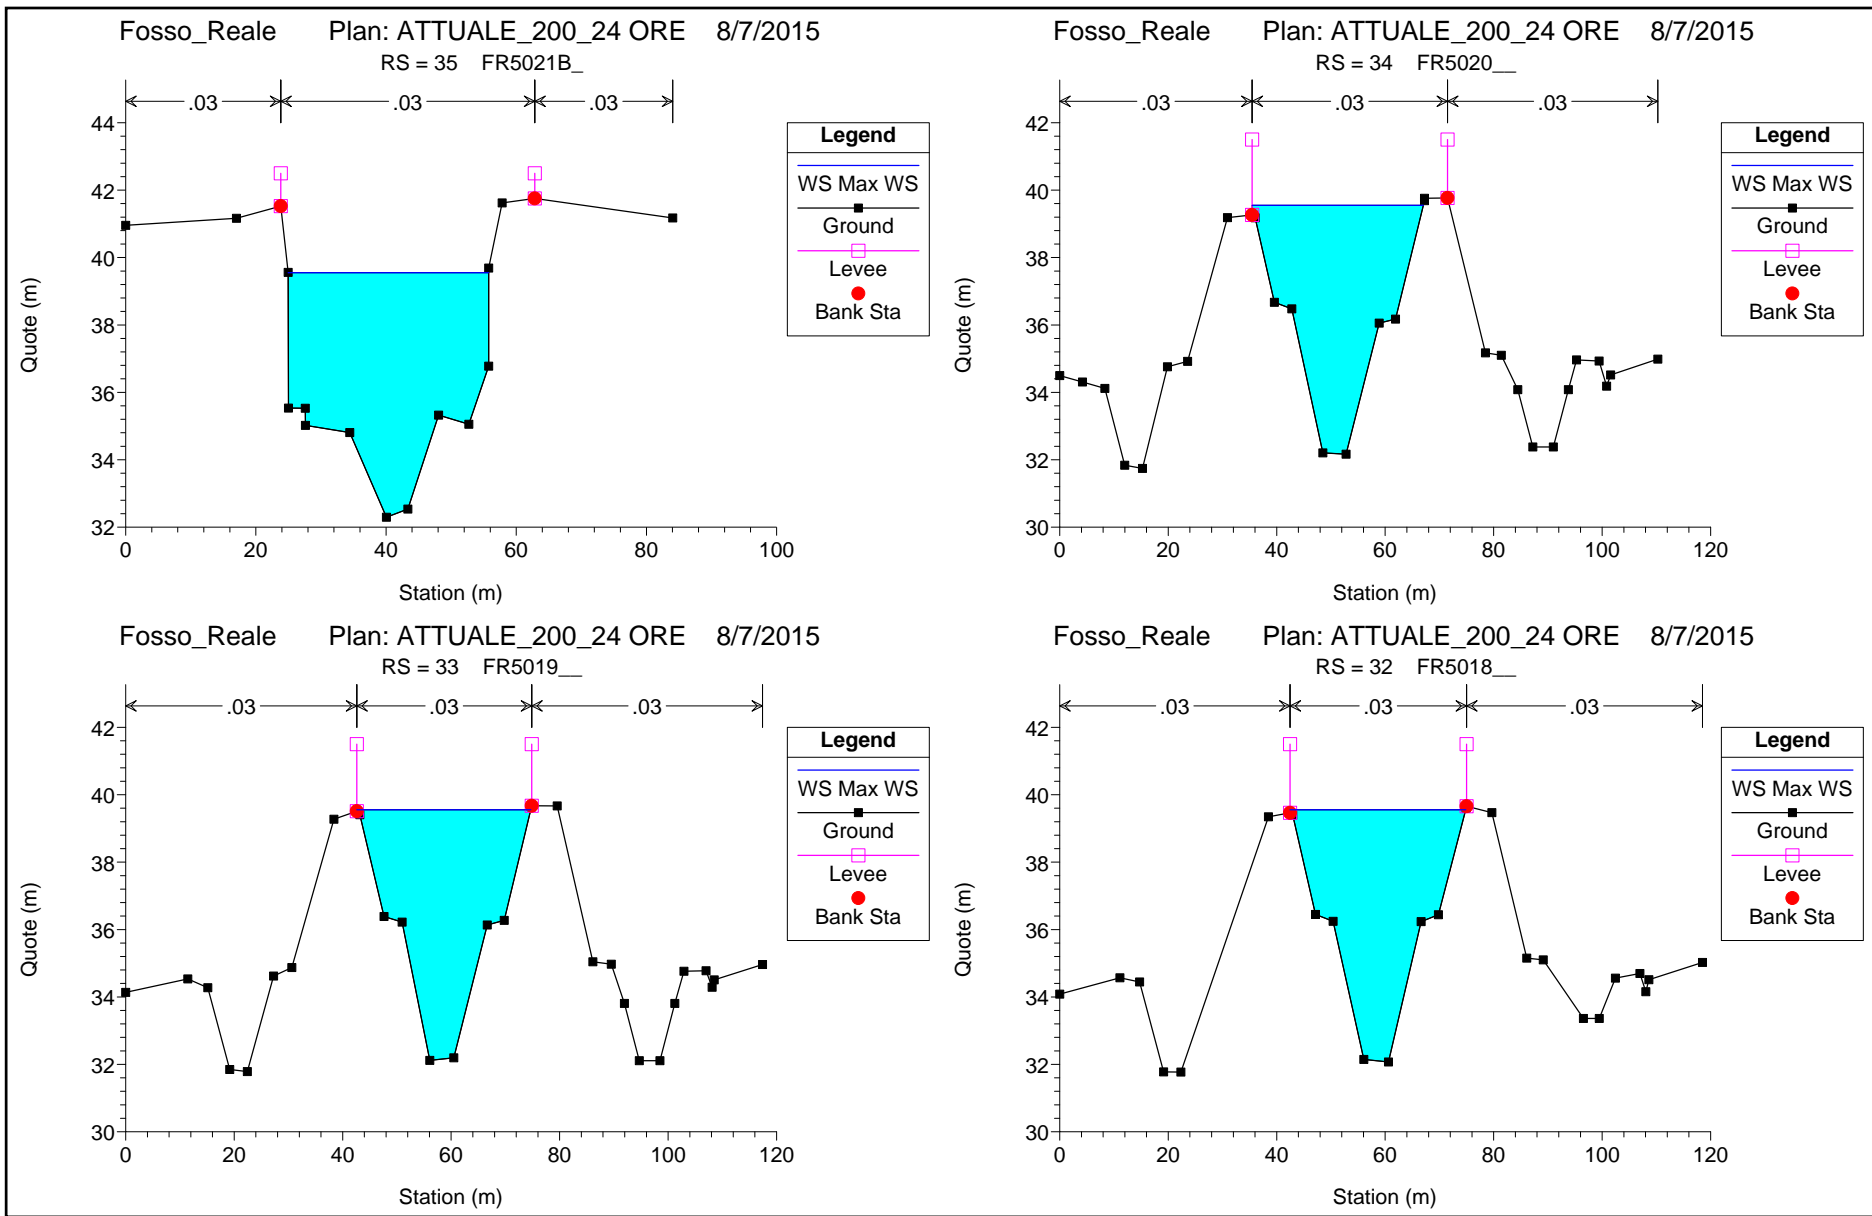 Fosso_Reale Plan: ATTUALE_200_24 ORE 8/7/2015
RS = 35 FR5021B_
.03 .03 .03
44
42
40
38
36
34
32
0 20 40 60 80 100
Quote (m)
Station (m)
Legend
WS Max WS
Ground
Levee
Bank Sta
Fosso_Reale Plan: ATTUALE_200_24 ORE 8/7/2015
RS = 34 FR5020__
.03 .03 .03
42
40
38
36
34
32
30
0 20 40 60 80 100 120
Quote (m)
Station (m)
Legend
WS Max WS
Ground
Levee
Bank Sta
Fosso_Reale Plan: ATTUALE_200_24 ORE 8/7/2015
RS = 33 FR5019__
.03 .03 .03
42
40
38
36
34
32
30
0 20 40 60 80 100 120
Quote (m)
Station (m)
Legend
WS Max WS
Ground
Levee
Bank Sta
Fosso_Reale Plan: ATTUALE_200_24 ORE 8/7/2015
RS = 32 FR5018__
.03 .03 .03
42
40
38
36
34
32
30
0 20 40 60 80 100 120
Quote (m)
Station (m)
Legend
WS Max WS
Ground
Levee
Bank Sta